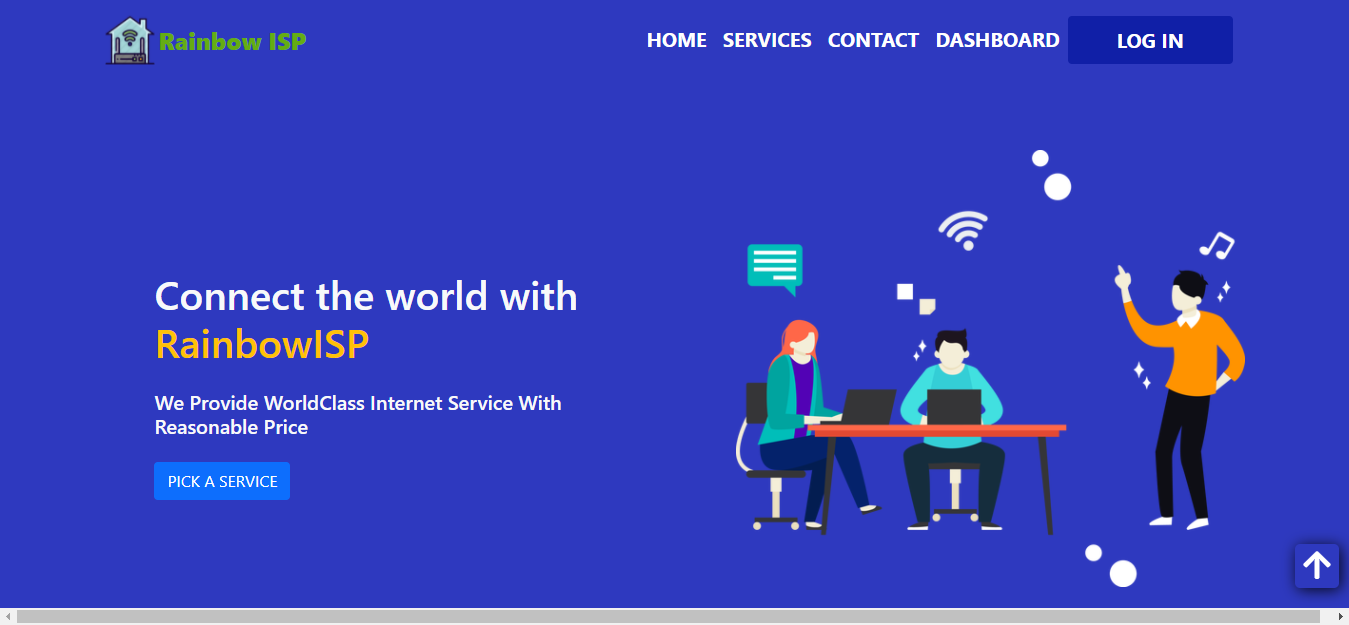 Rainbow ISP
HOME SERVICES CONTACT DASHBOARD LOG IN
Connect the world with
RainbowISP
We Provide WorldClass Internet Service With
Reasonable Price
PICK A SERVICE